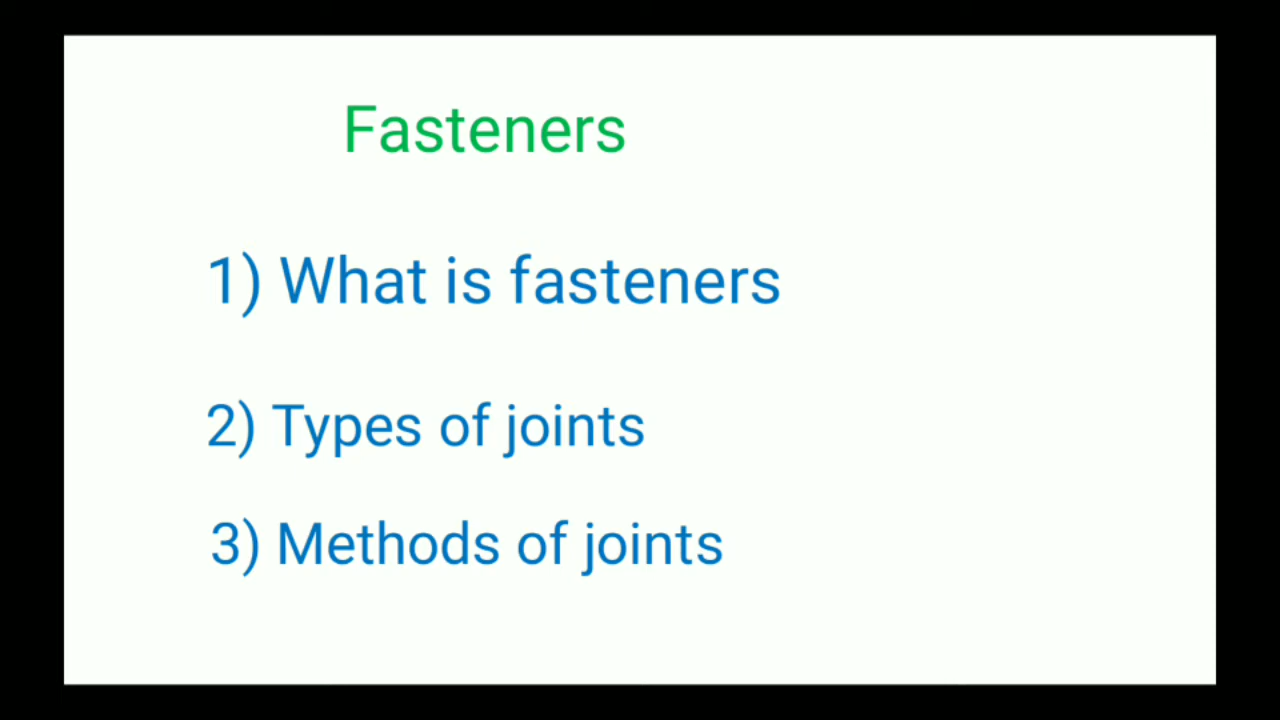 Fasteners
1) What is fasteners
2) Types of joints
3) Methods of joints